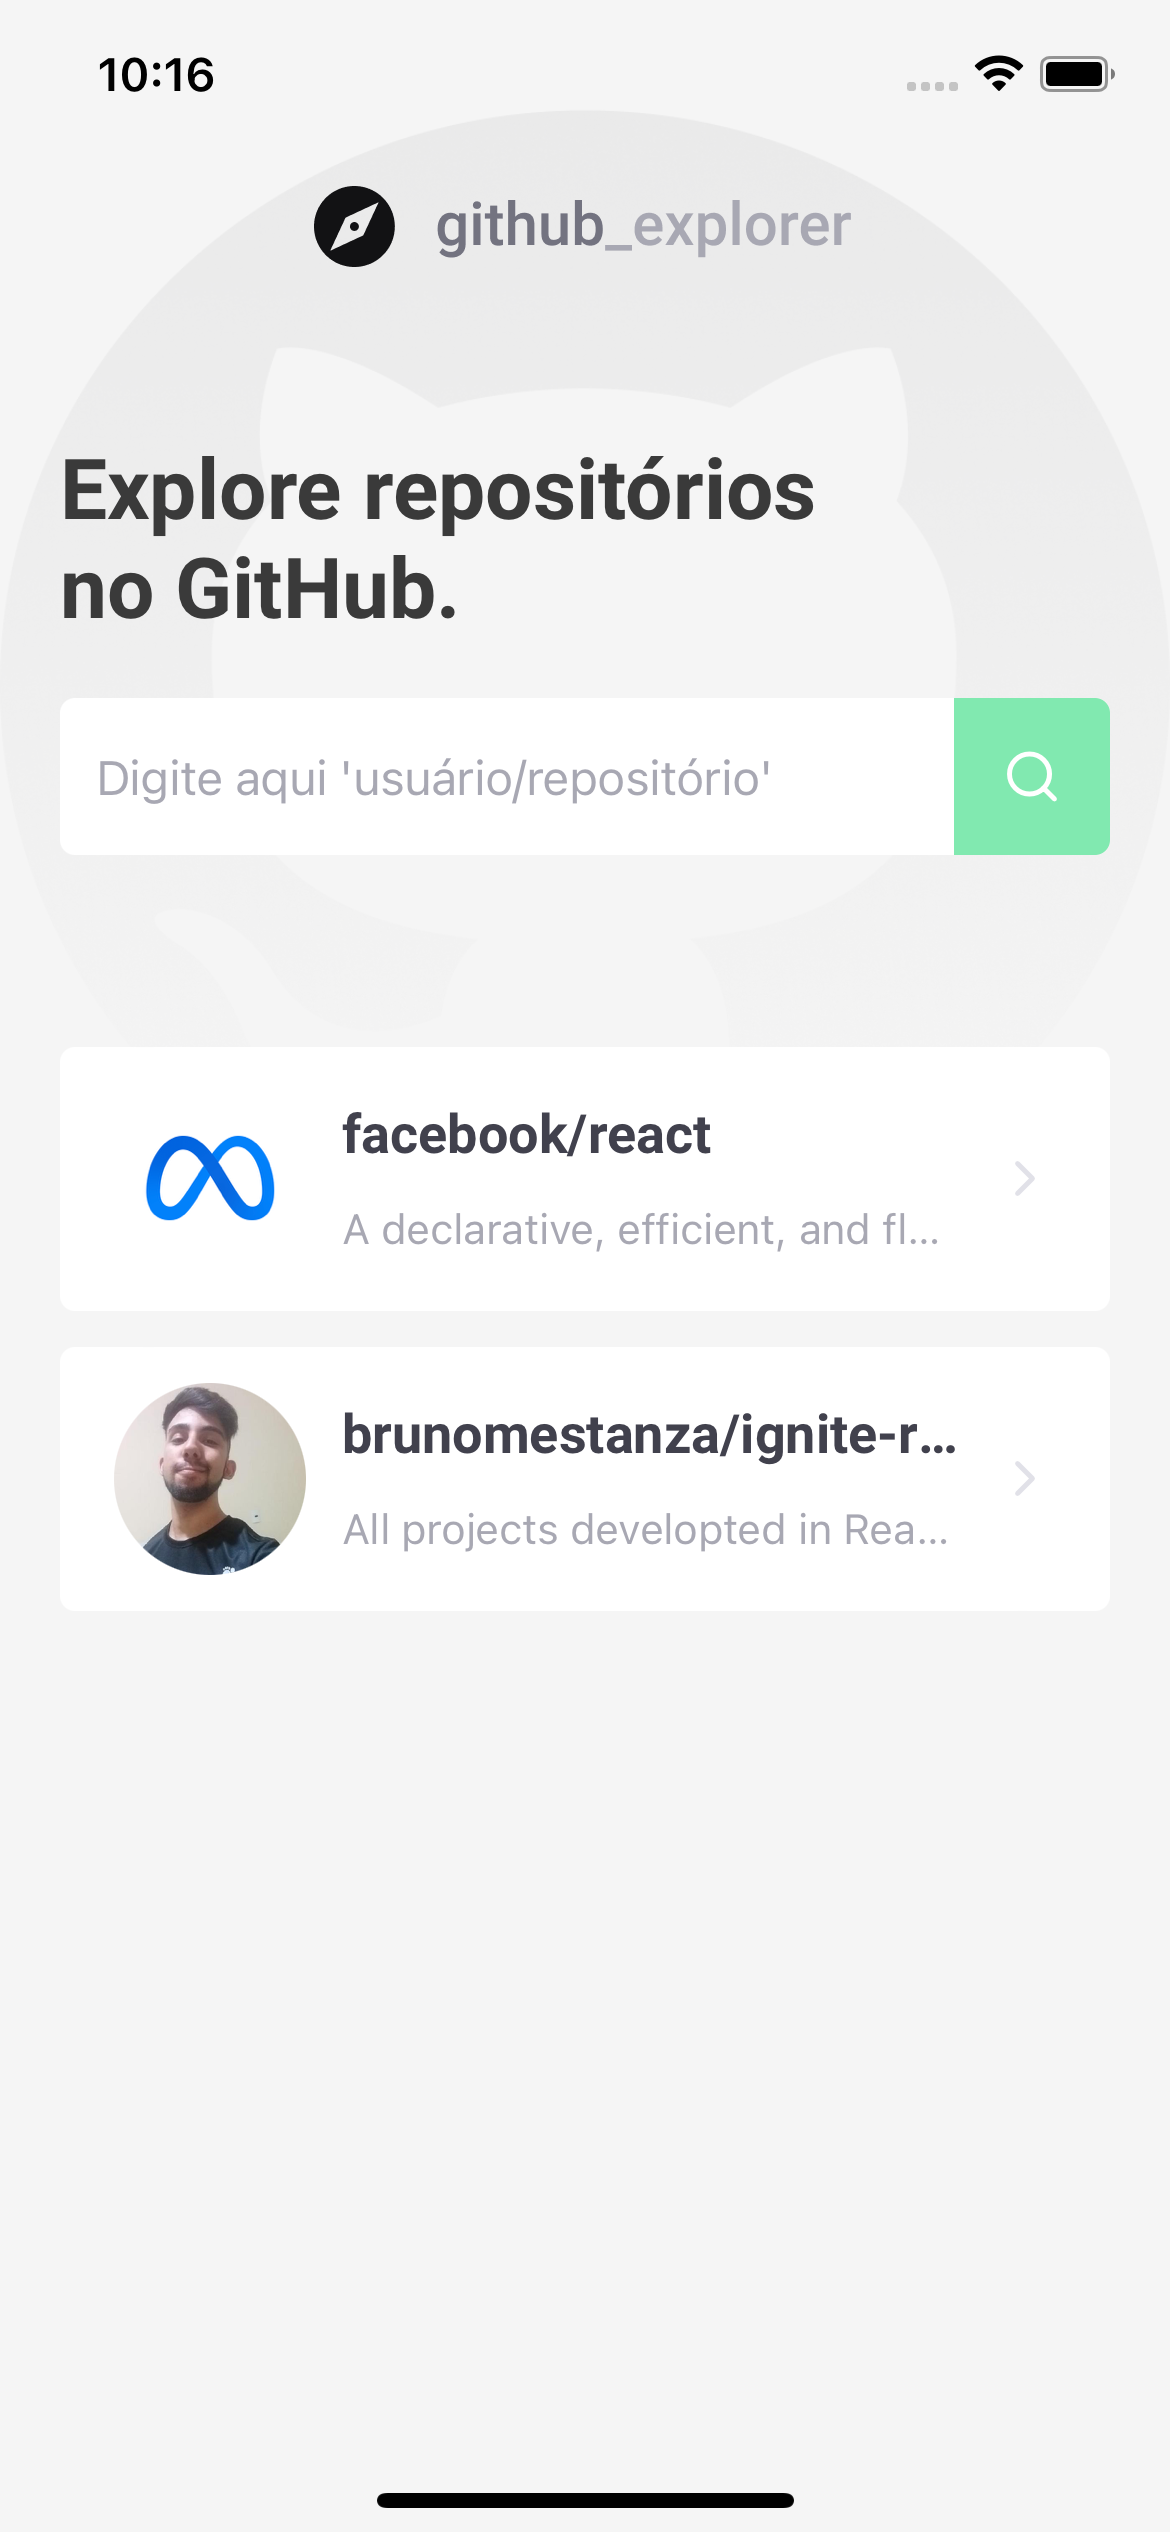 10:16
github_explorer
Explore repositórios
no GitHub.
Digite aqui 'usuário/repositório'
facebook/react
A declarative, efficient, and fl...
brunomestanza/ignite-r...
All projects developted in Rea...